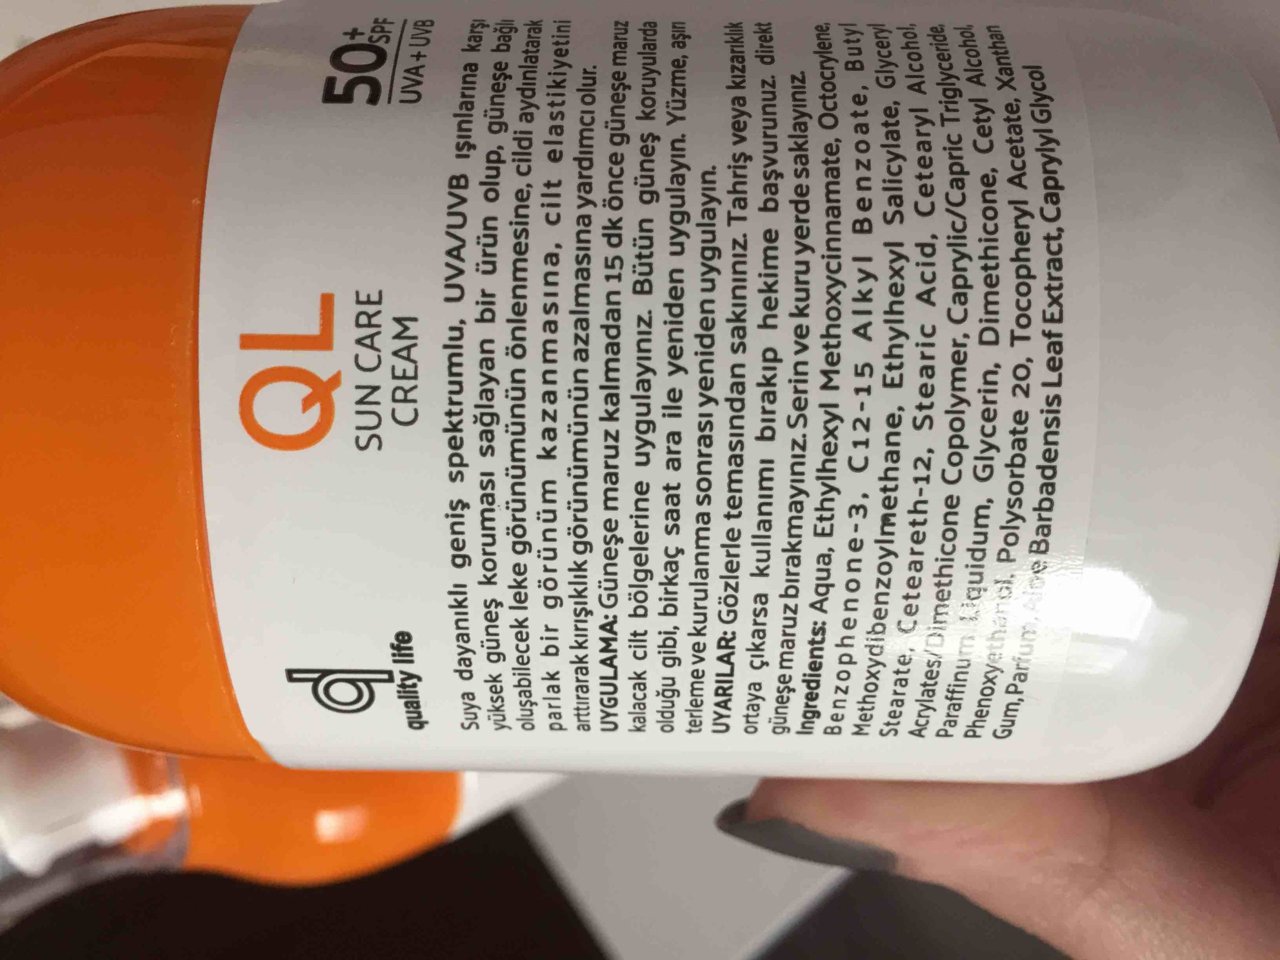 quality life
QL
SUN CARE
CREAM
50+
SPF
UVA+UVB
Suya dayanıklı geniş spektrumlu, UVA/UVB ışınlarına karşı
yüksek güneş koruması sağlayan bir ürün olup, güneşe bağlı
oluşabilecek leke görünümünün önlenmesine, cildi aydınlatarak
parlak bir görünüm kazanmasına, cilt elastikiyetini
arttırarak kırışıklık görünümünün azalmasına yardımcı olur.
UYGULAMA: Güneşe maruz kalmadan 15 dk önce güneşe maruz
kalacak cilt bölgelerine uygulayınız. Bütün güneş koruyularda
olduğu gibi, birkaç saat ara ile yeniden uygulayın. Yüzme, aşırı
terleme ve kurulanma sonrası yeniden uygulayın.
UYARILAR: Gözlerle temasından sakınınız. Tahriş veya kızarıklık
ortaya çıkarsa kullanımı bırakıp hekime başvurunuz. direkt
güneşe maruz bırakmayınız. Serin ve kuru yerde saklayınız
Ingredients: Aqua, Ethylhexyl Methoxycinnamate, Octocrylene,
Benzophenone-3, C12-15 Alkyl Benzoate, Butyl
Methoxydibenzoylmethane, Ethylhexyl Salicylate, Glyceryl
Stearate, Ceteareth-12, Stearic Acid, Cetearyl Alcohol,
Acrylates/Dimethicone Copolymer, Caprylic/Capric Triglyceride,
Paraffinum Liquidum, Glycerin, Dimethicone, Cetyl Alcohol,
Phenoxyethanol, Polysorbate 20, Tocopheryl Acetate, Xanthan
Gum, Parfum, Aloe Barbadensis Leaf Extract, Caprylyl Glycol